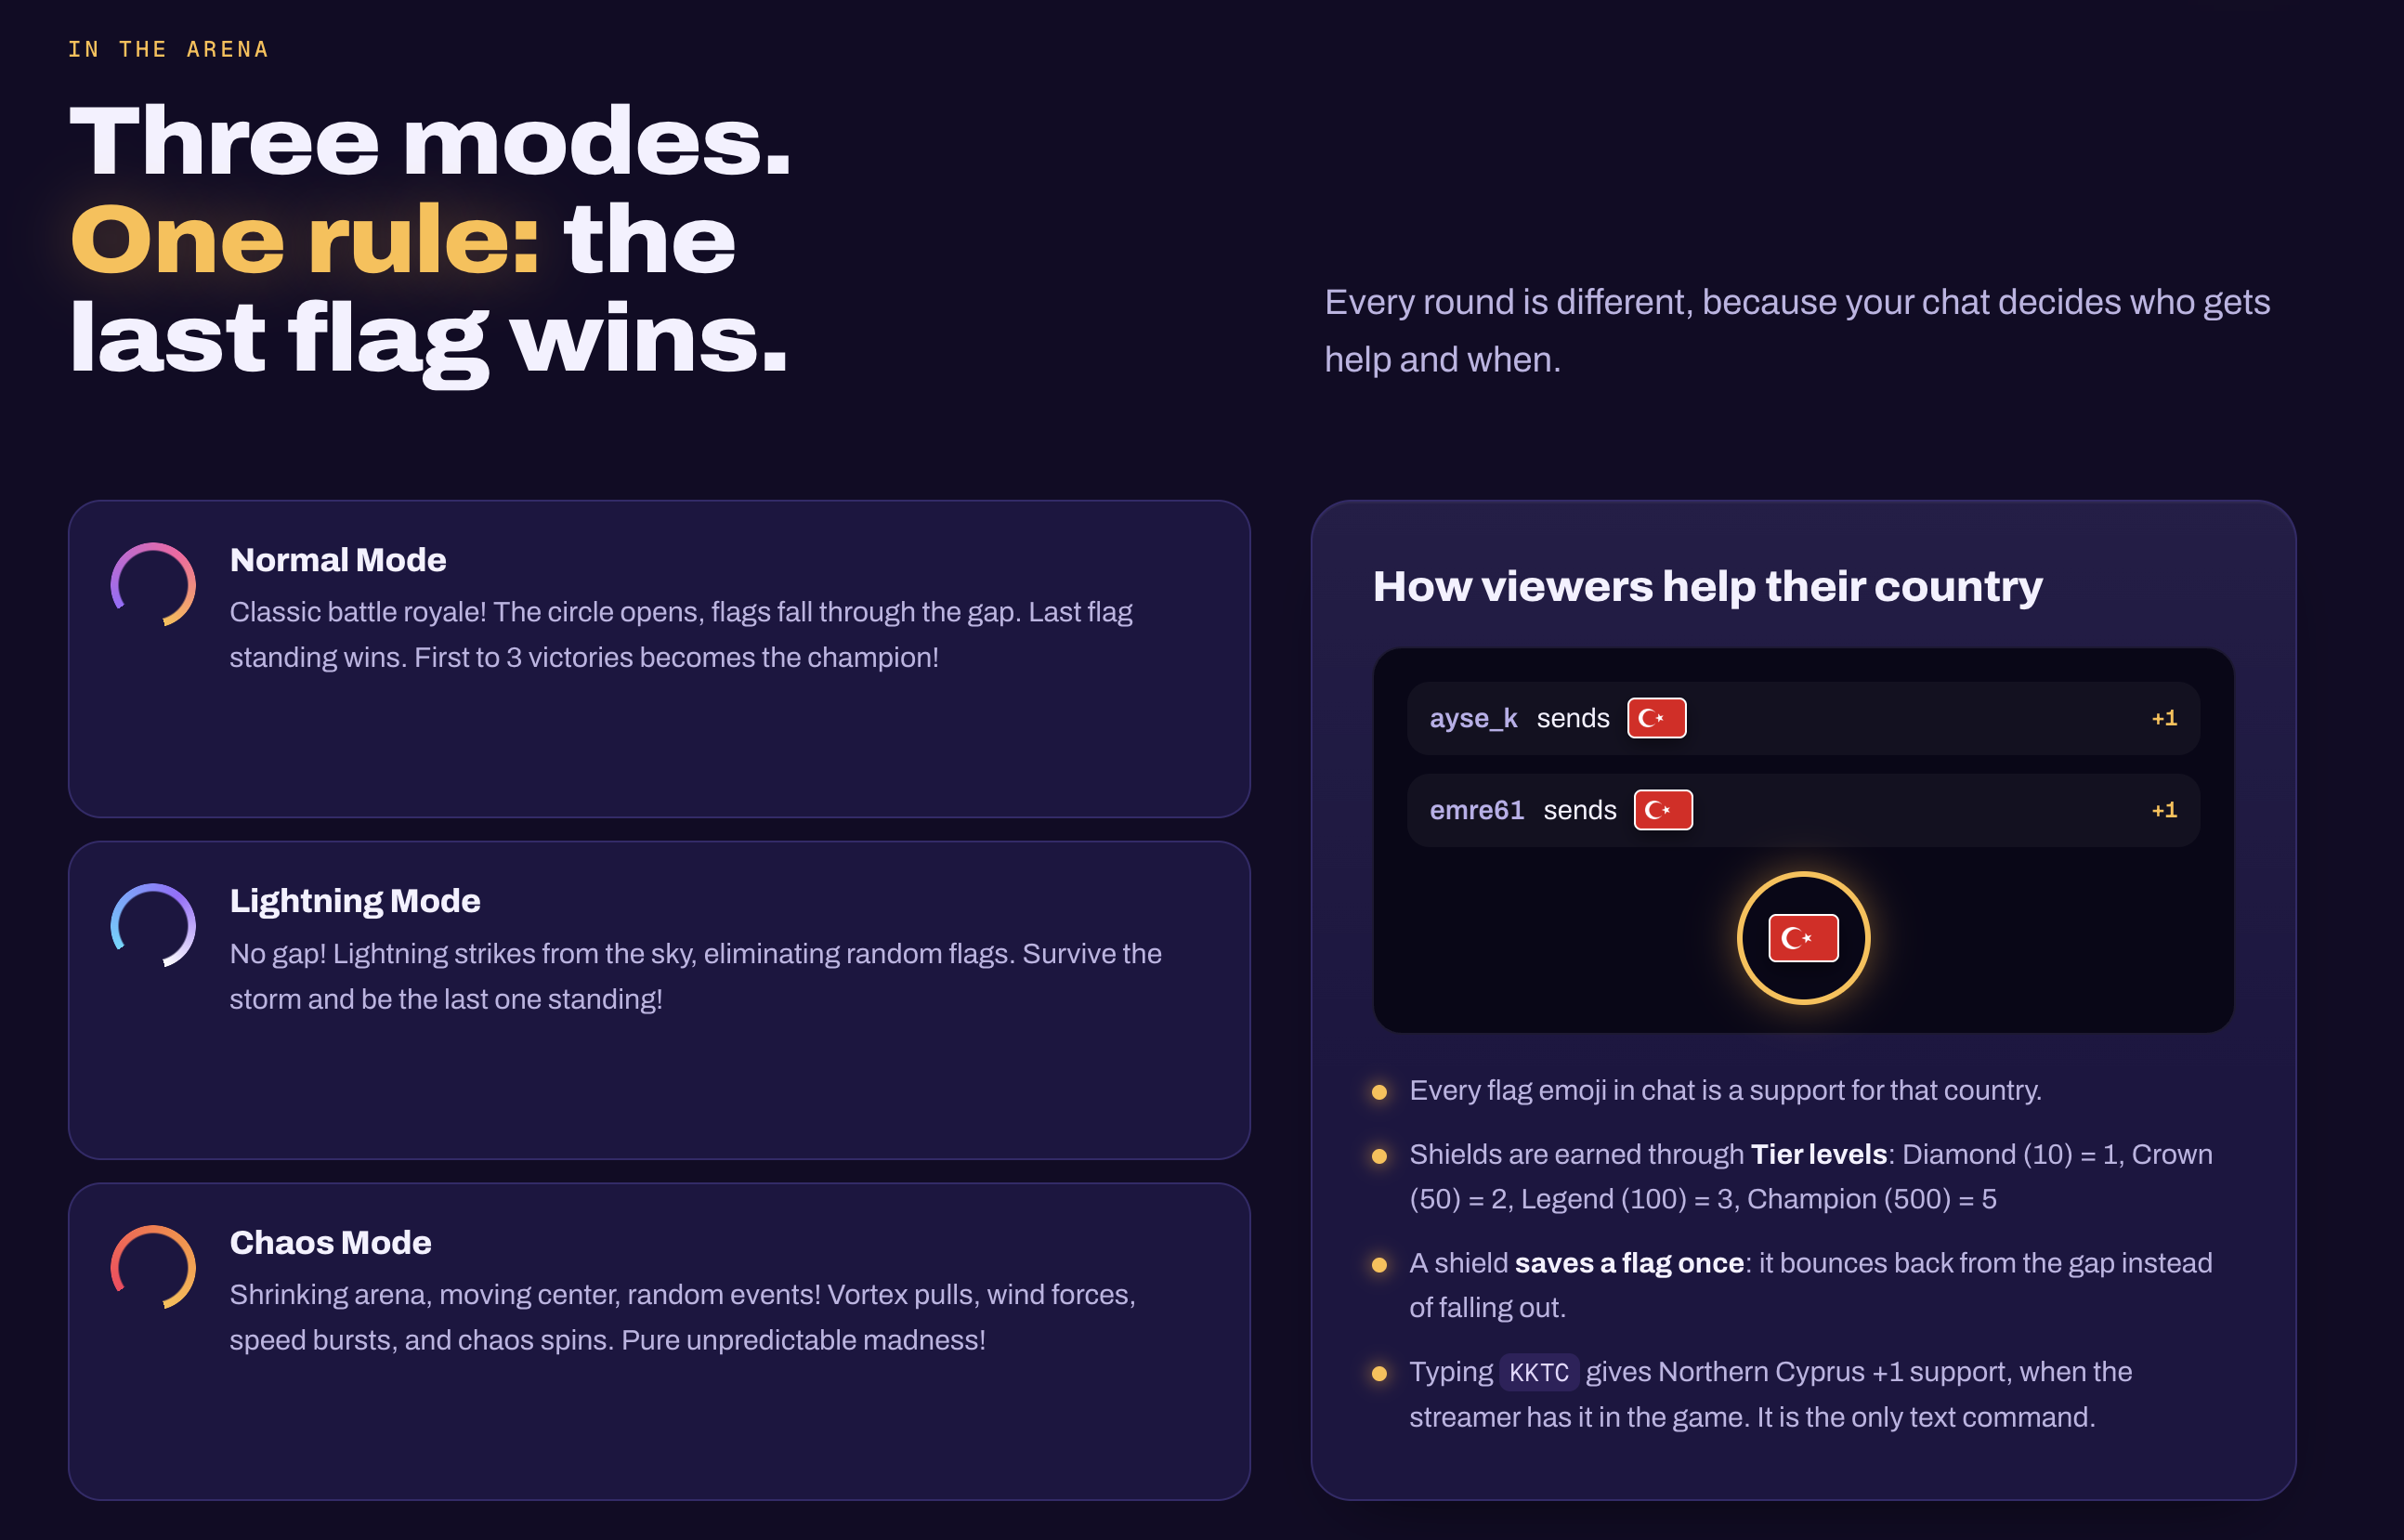 IN THE ARENA
Three modes.
One rule: the
last flag wins.
Every round is different, because your chat decides who gets
help and when.
Normal Mode
Classic battle royale! The circle opens, flags fall through the gap. Last flag
standing wins. First to 3 victories becomes the champion!
Lightning Mode
No gap! Lightning strikes from the sky, eliminating random flags. Survive the
storm and be the last one standing!
Chaos Mode
Shrinking arena, moving center, random events! Vortex pulls, wind forces,
speed bursts, and chaos spins. Pure unpredictable madness!
How viewers help their country
ayse_k sends +1
emre61 sends +1
Every flag emoji in chat is a support for that country.
Shields are earned through Tier levels: Diamond (10) = 1, Crown
(50) = 2, Legend (100) = 3, Champion (500) = 5
A shield saves a flag once: it bounces back from the gap instead
of falling out.
Typing KKTC gives Northern Cyprus +1 support, when the
streamer has it in the game. It is the only text command.